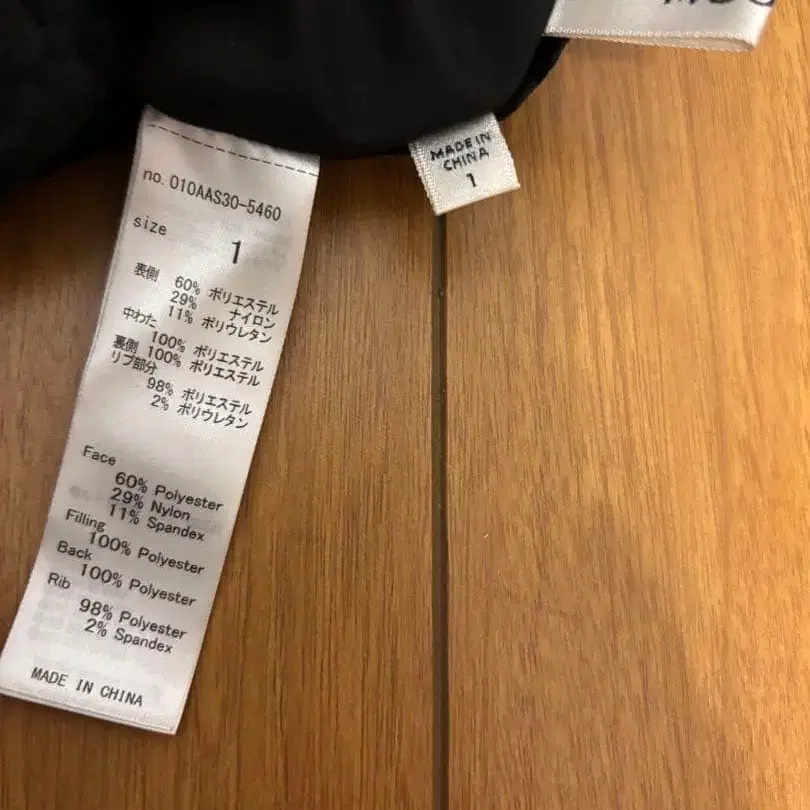 no. 010AAS30-5460
size
1
表側 60% ポリエステル
29% ナイロン
11% ポリウレタン
中わた
100% ポリエステル
裏側 100% ポリエステル
リブ部分
98% ポリエステル
2% ポリウレタン
Face
60% Polyester
29% Nylon
11% Spandex
Filling
100% Polyester
Back
100% Polyester
Rib
98% Polyester
2% Spandex
MADE IN CHINA
MADE IN
CHINA
1